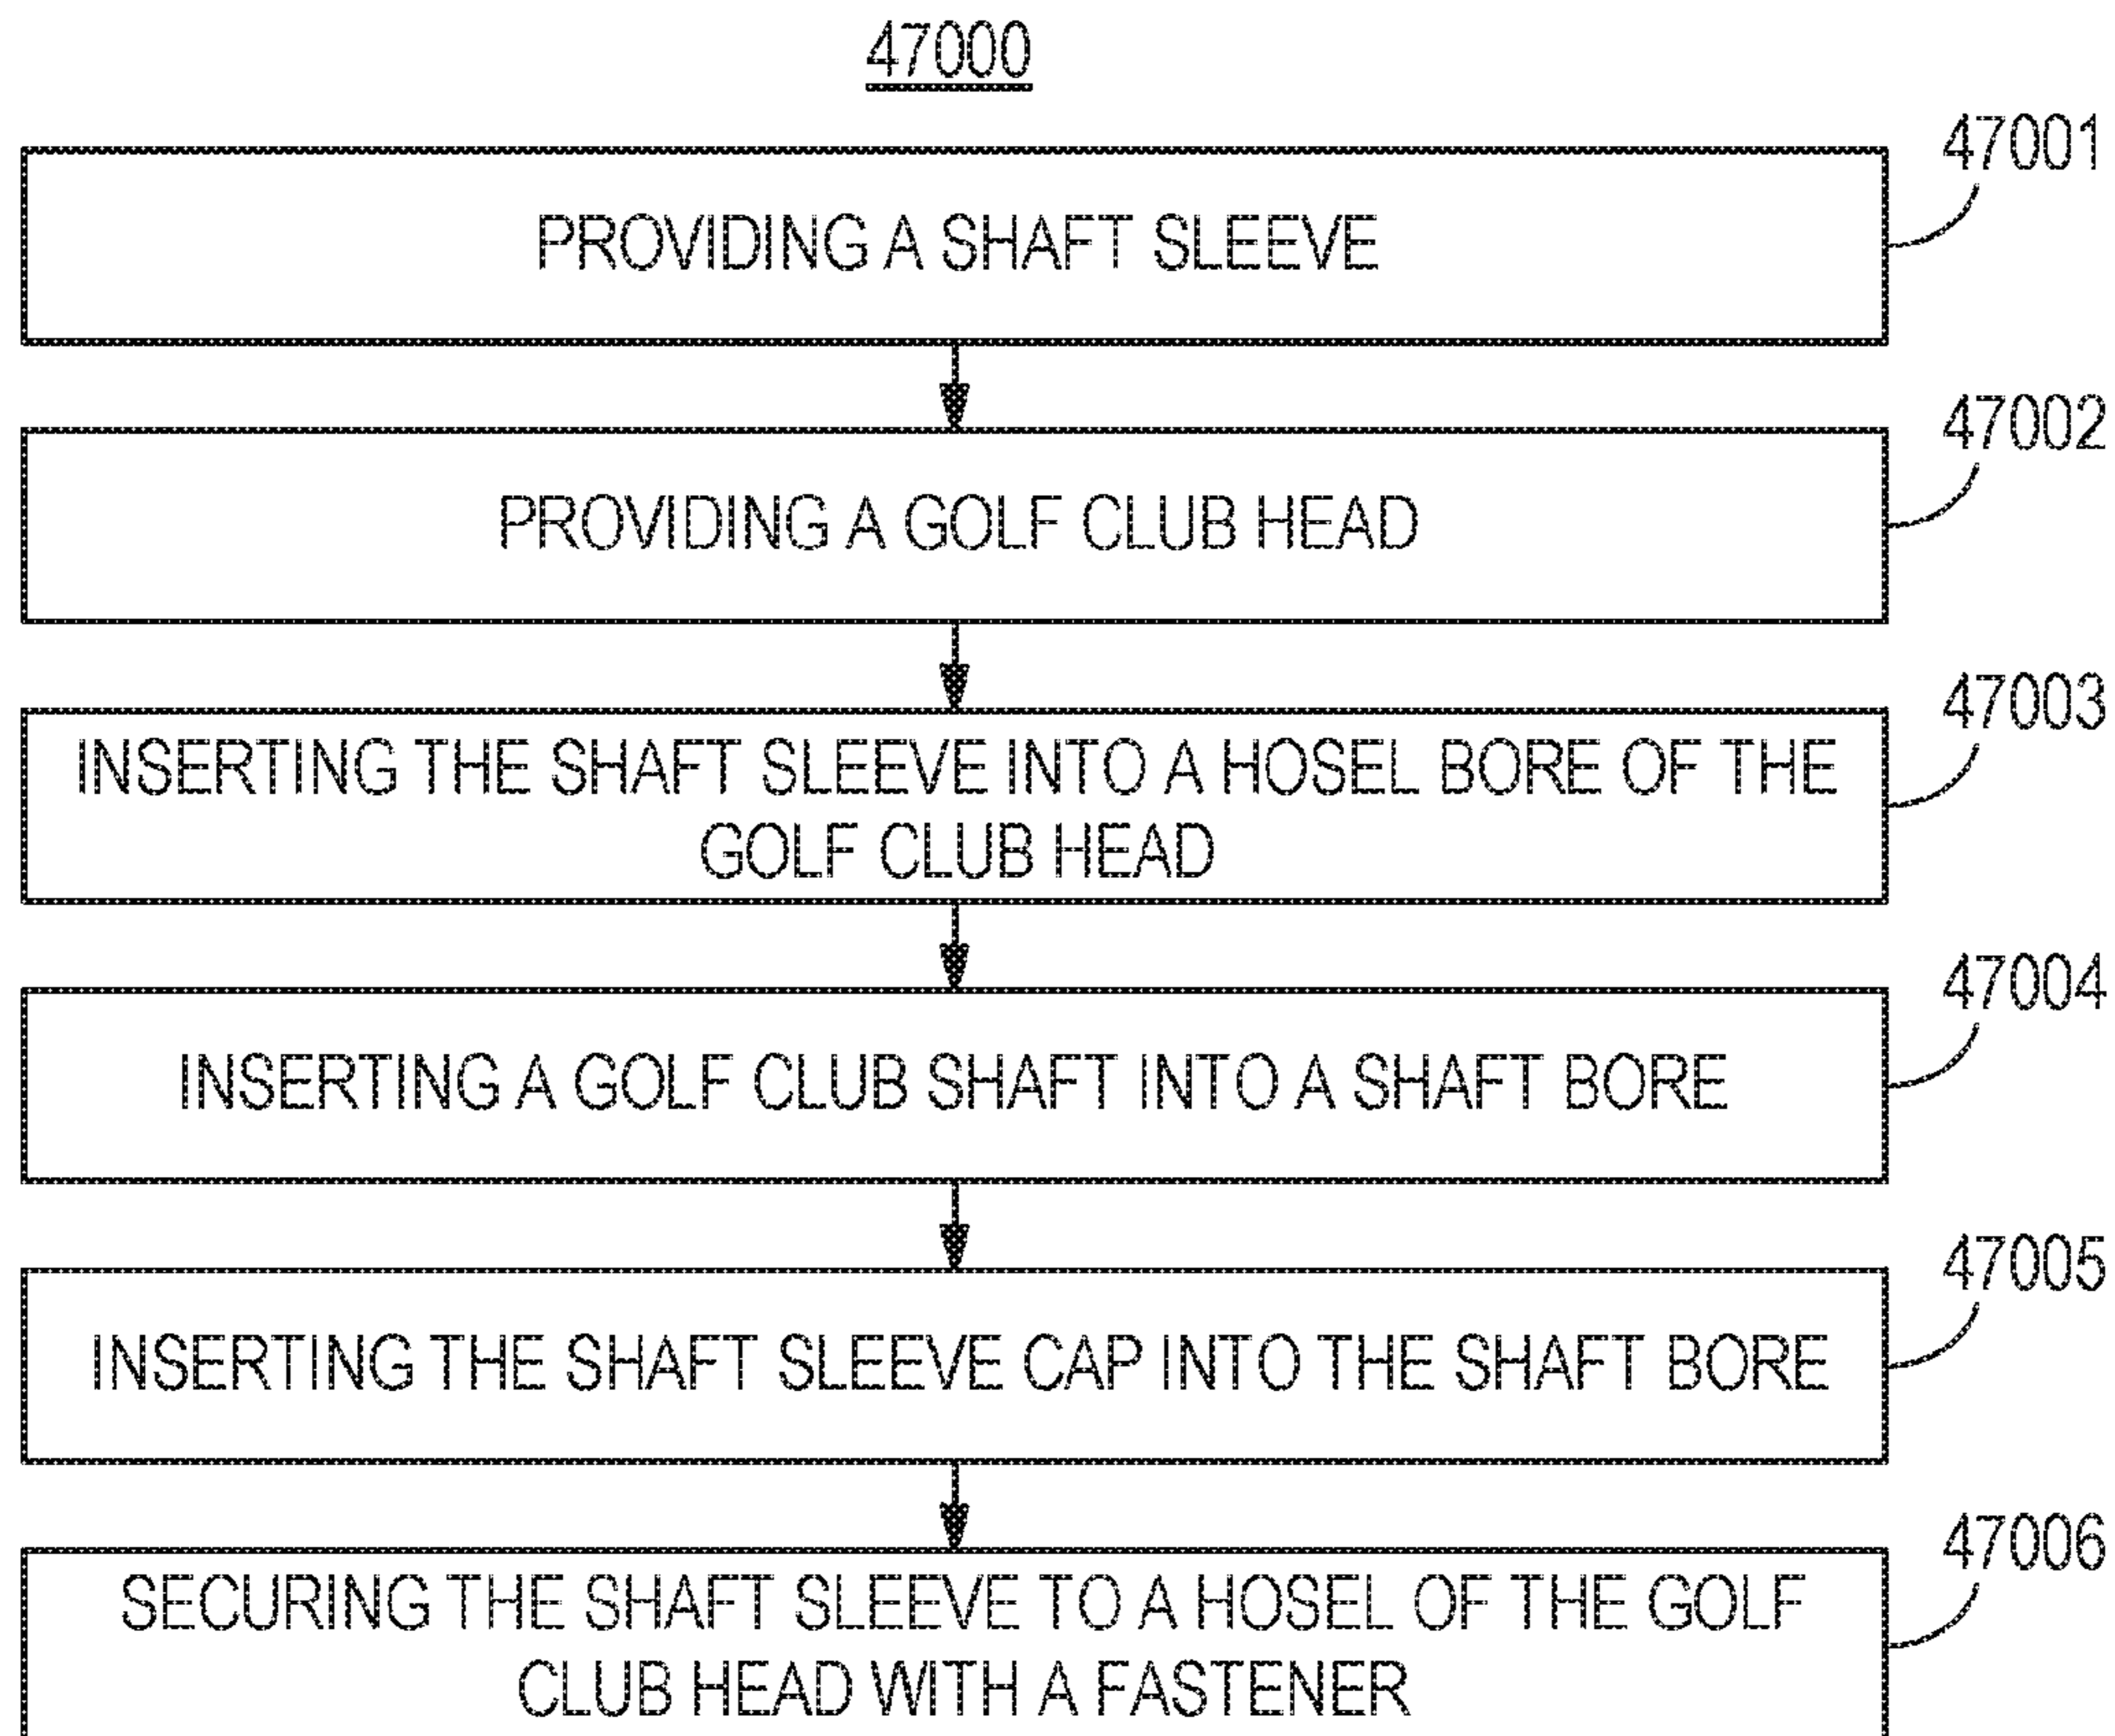 47000
47001
PROVIDING A SHAFT SLEEVE
47002
PROVIDING A GOLF CLUB HEAD
47003
INSERTING THE SHAFT SLEEVE INTO A HOSEL BORE OF THE
GOLF CLUB HEAD
47004
INSERTING A GOLF CLUB SHAFT INTO A SHAFT BORE
47005
INSERTING THE SHAFT SLEEVE CAP INTO THE SHAFT BORE
47006
SECURING THE SHAFT SLEEVE TO A HOSEL OF THE GOLF
CLUB HEAD WITH A FASTENER